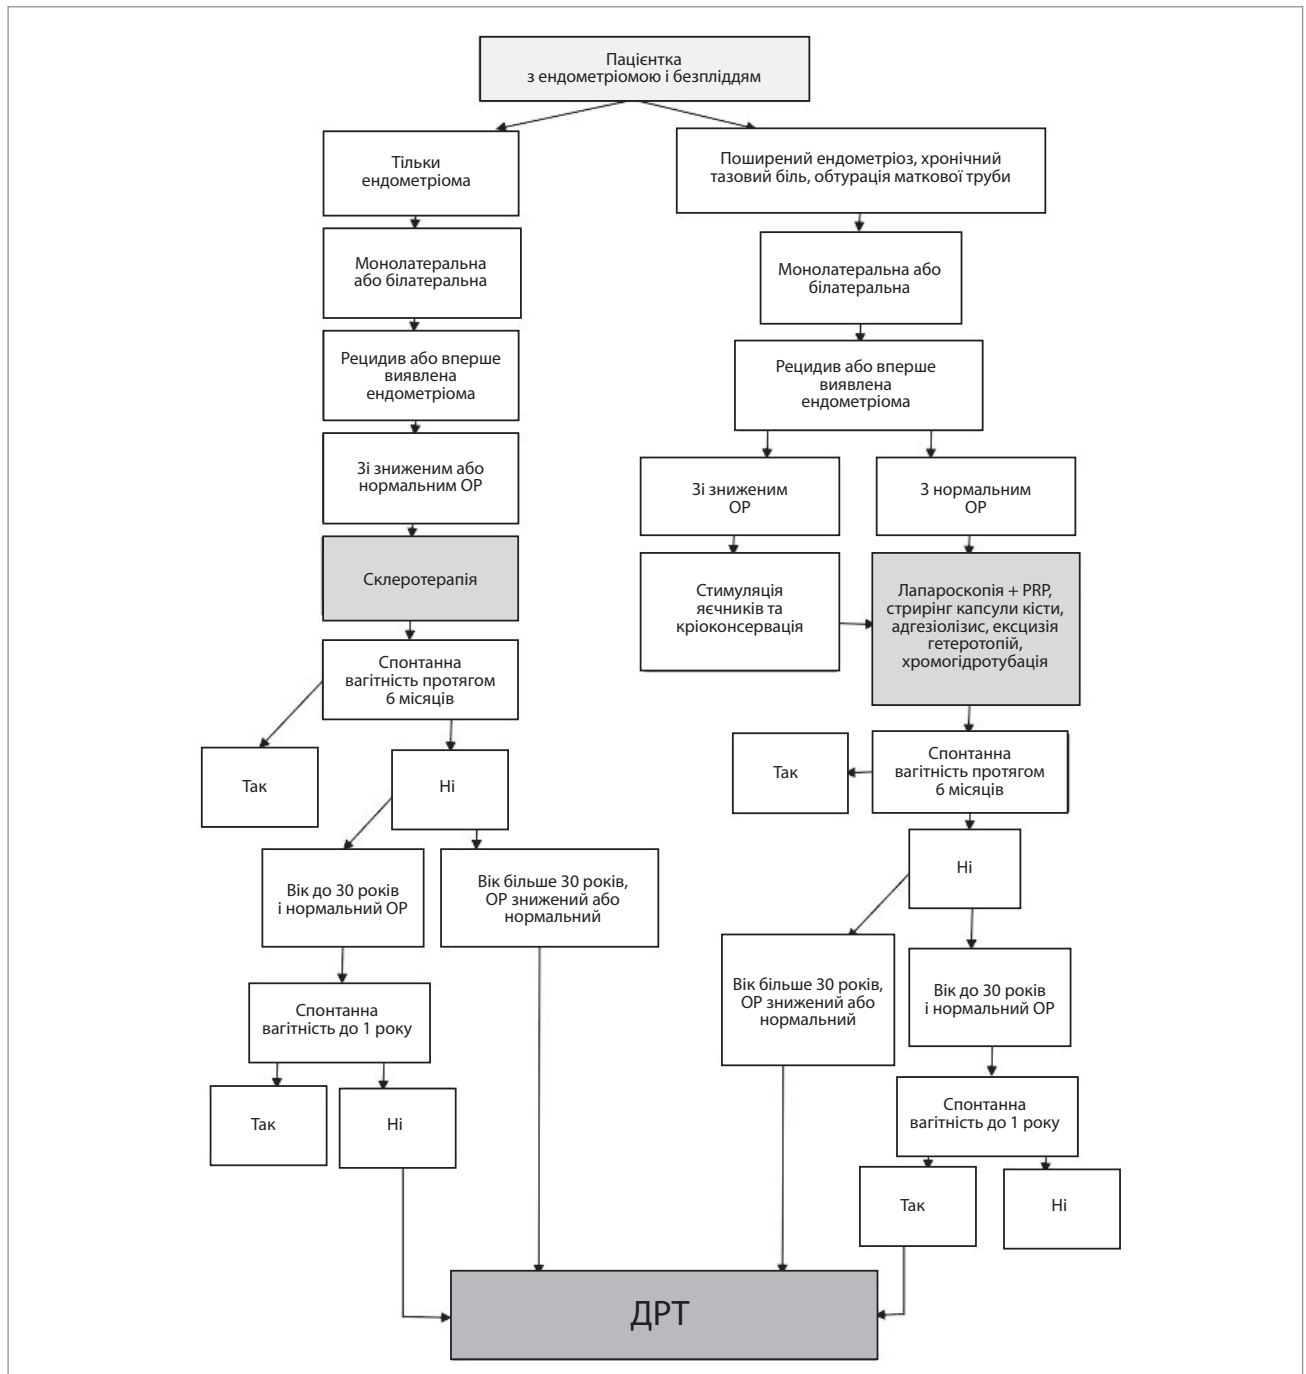 Пацієнтка
з ендометріомою і безпліддям
Тільки
ендометріома
Монолатеральна
або білатеральна
Рецидив або вперше
виявлена
ендометріома
Зі зниженим або
нормальним ОР
Склеротерапія
Спонтанна
вагітність протягом
6 місяців
Так
Ні
Вік до 30 років
і нормальний ОР
Вік більше 30 років,
ОР знижений або
нормальний
Спонтанна
вагітність до 1 року
Так
Ні
Поширений ендометріоз, хронічний
тазовий біль, обтурація маткової труби
Монолатеральна або
білатеральна
Рецидив або вперше
виявлена
ендометріома
Зі зниженим
ОР
З нормальним
ОР
Стимуляція
яєчників та
кріоконсервація
Лапароскопія + PRP,
стриρінг капсули кісти,
адгезіолізис, ексцизія
гетеротопій,
хромогідротубація
Спонтанна
вагітність протягом
6 місяців
Так
Ні
Вік більше 30 років,
ОР знижений або
нормальний
Вік до 30 років
і нормальний ОР
Спонтанна
вагітність до 1 року
Так
Ні
ДРТ